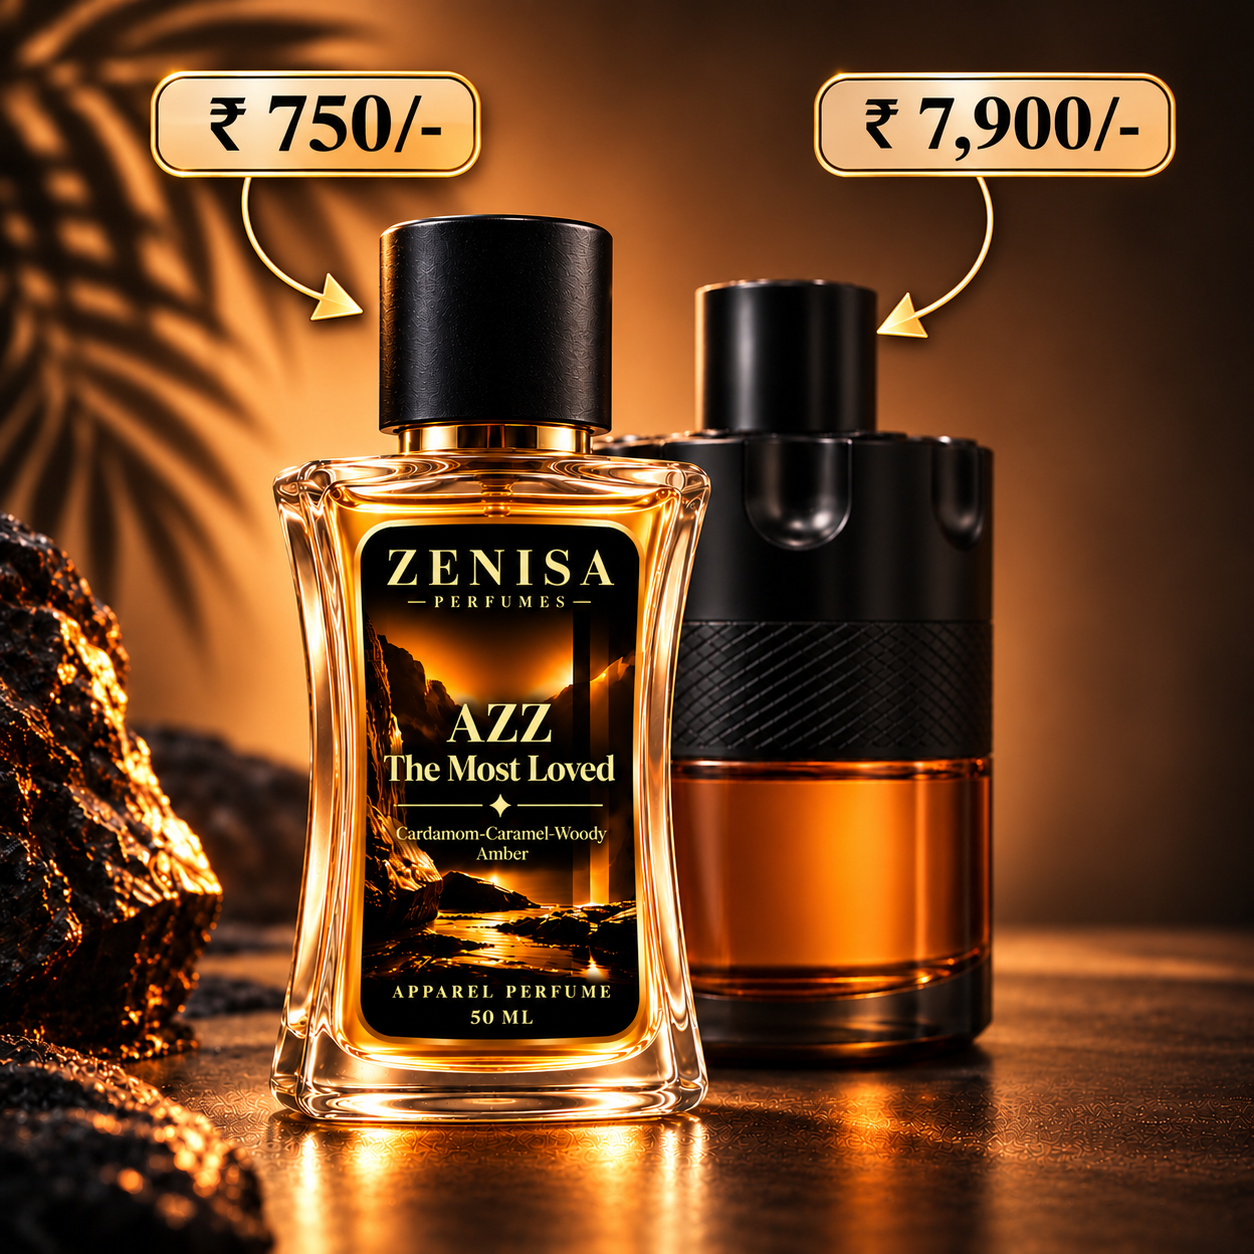 ₹ 750/-
₹ 7,900/-
ZENISA
PERFUMES
AZZ
The Most Loved
Cardamom-Caramel-Woody
Amber
APPAREL PERFUME
50 ML